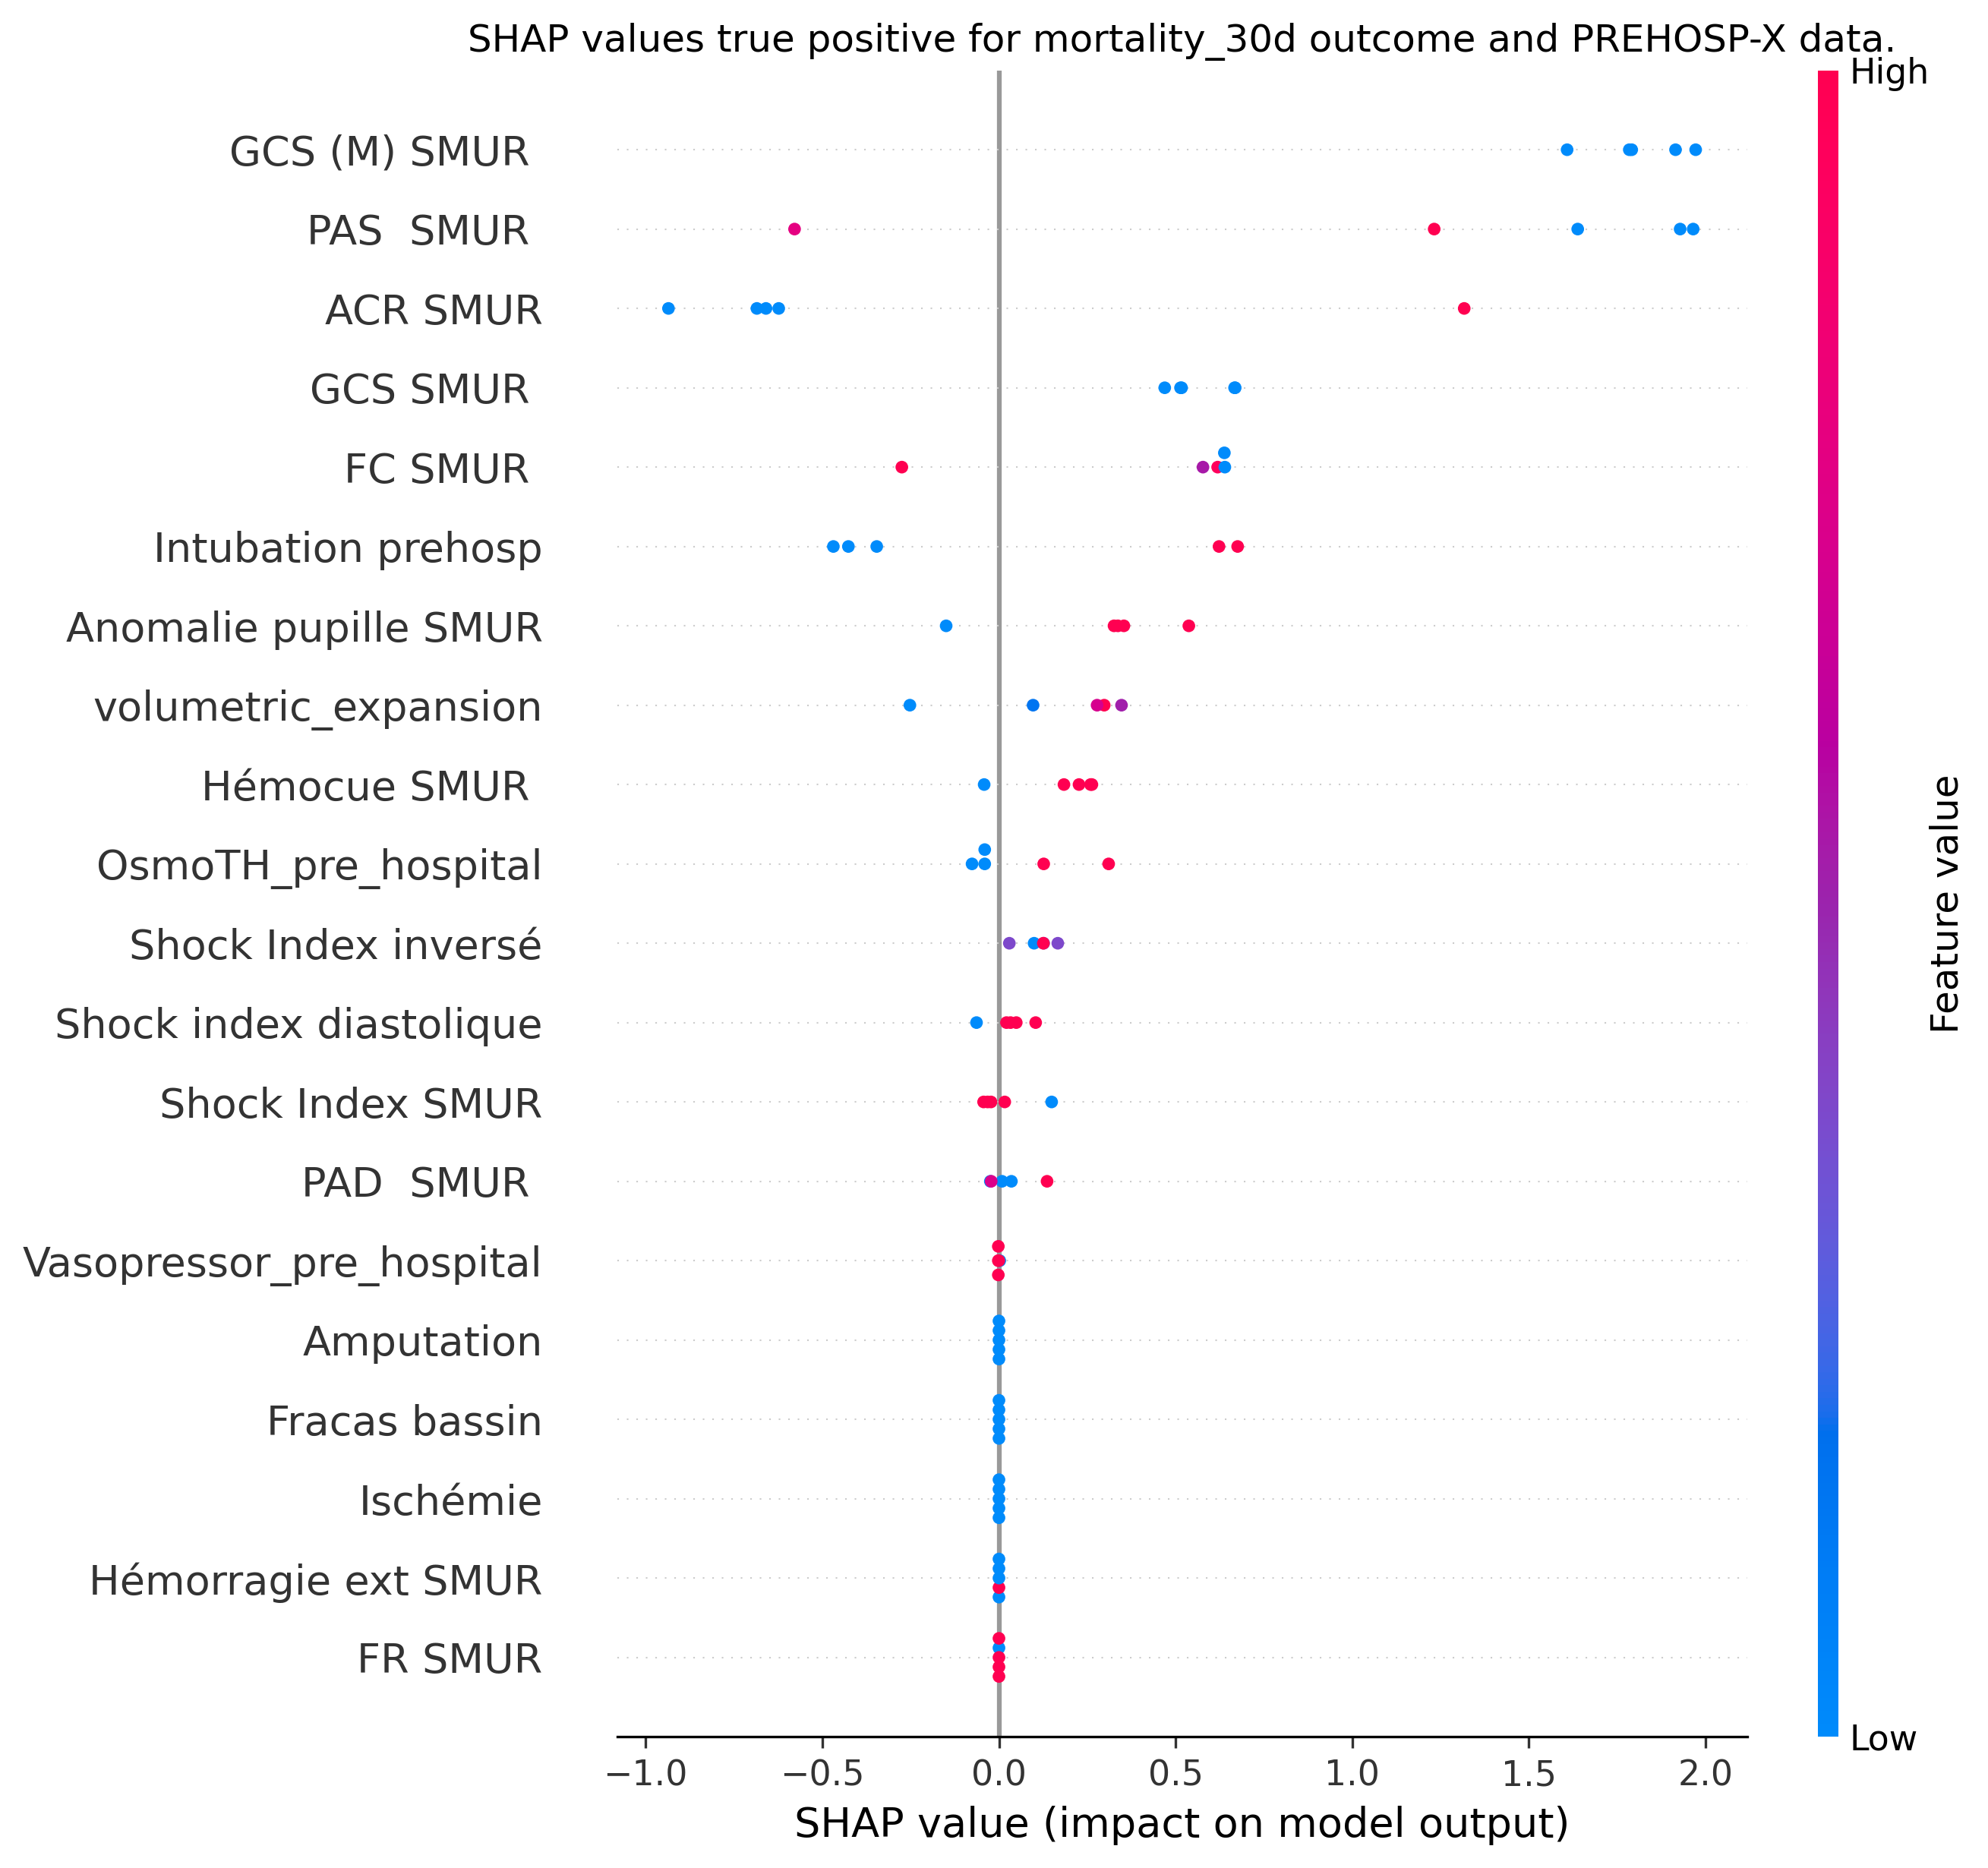 SHAP values true positive for mortality_30d outcome and PREHOSP-X data.
High
GCS (M) SMUR
PAS  SMUR
ACR SMUR
GCS SMUR
FC SMUR
Intubation prehosp
Anomalie pupille SMUR
volumetric_expansion
Hémocue SMUR
OsmoTH_pre_hospital
Shock Index inversé
Shock index diastolique
Shock Index SMUR
PAD  SMUR
Vasopressor_pre_hospital
Amputation
Fracas bassin
Ischémie
Hémorragie ext SMUR
FR SMUR
Feature value
Low
−1.0 −0.5 0.0 0.5 1.0 1.5 2.0
SHAP value (impact on model output)